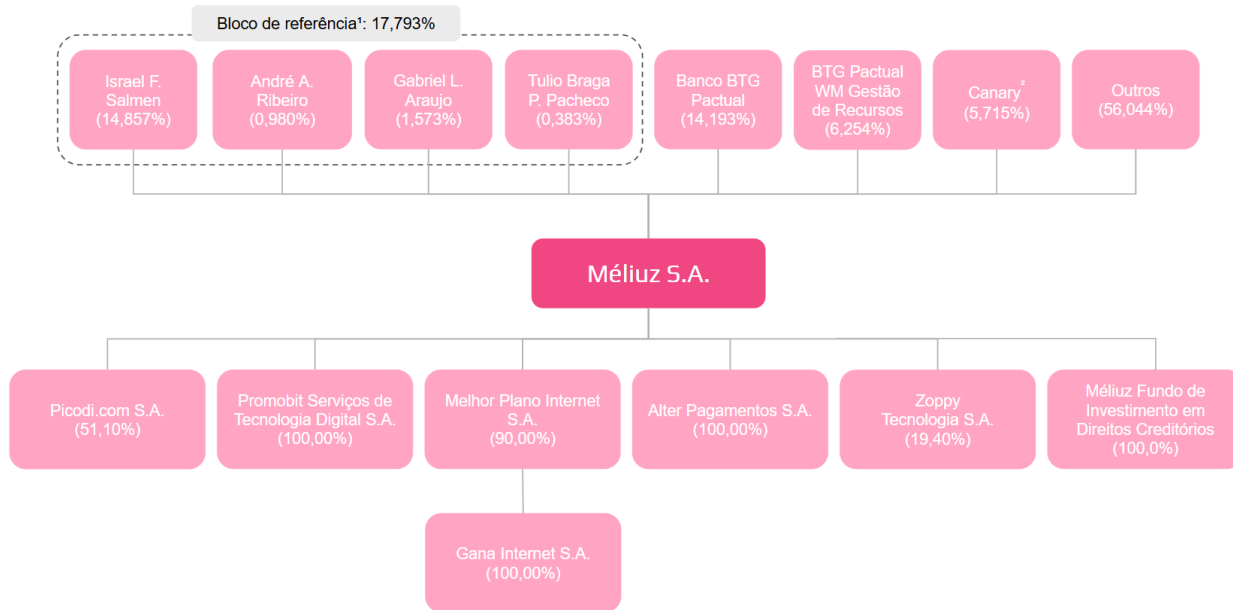 Bloco de referência¹: 17,793%
Israel F.
Salmen
(14,857%)
André A.
Ribeiro
(0,980%)
Gabriel L.
Araujo
(1,573%)
Tulio Braga
P. Pacheco
(0,383%)
Banco BTG
Pactual
(14,193%)
BTG Pactual
WM Gestão
de Recursos
(6,254%)
Canary²
(5,715%)
Outros
(56,044%)
Méliuz S.A.
Picodi.com S.A.
(51,10%)
Promobit Serviços de
Tecnologia Digital S.A.
(100,00%)
Melhor Plano Internet
S.A.
(90,00%)
Alter Pagamentos S.A.
(100,00%)
Zoppy
Tecnologia S.A.
(19,40%)
Méliuz Fundo de
Investimento em
Direitos Creditórios
(100,0%)
Gana Internet S.A.
(100,00%)